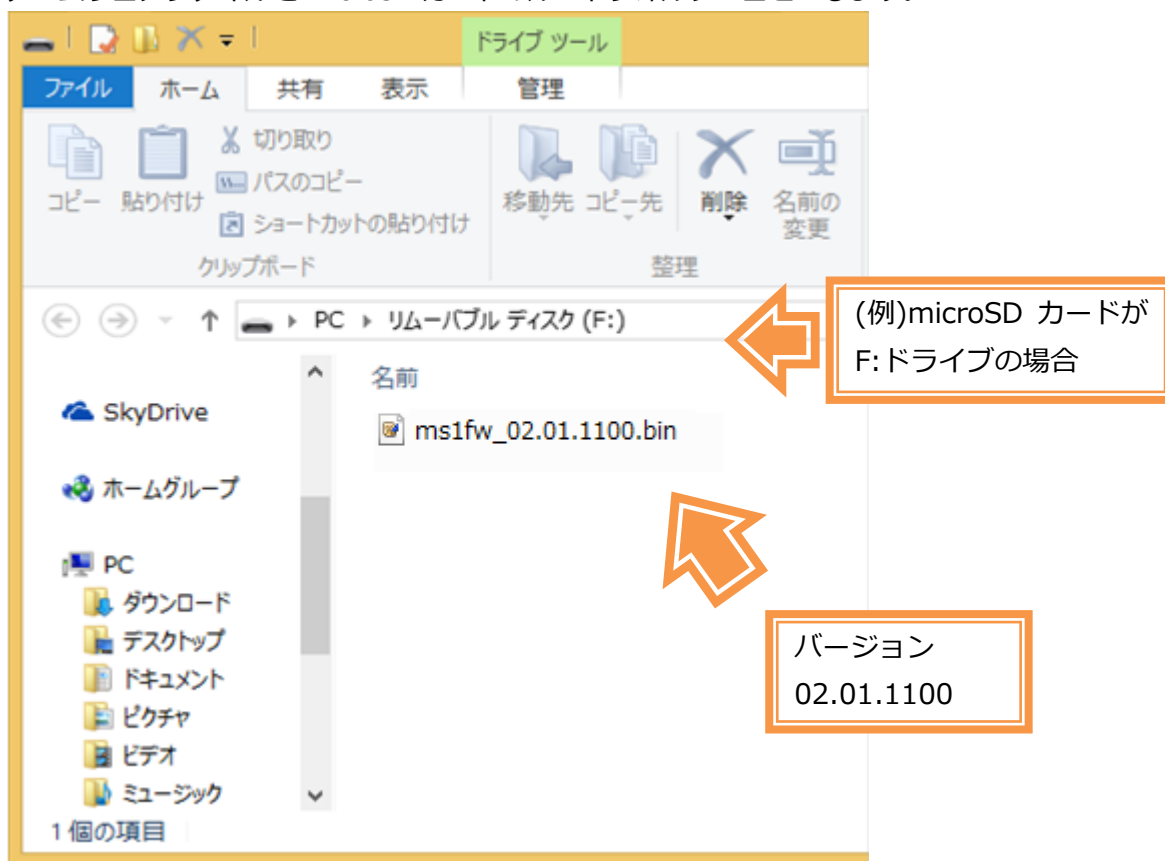 ドライブ ツール
ファイル ホーム 共有 表示 管理
コピー
貼り付け
切り取り
パスのコピー
ショートカットの貼り付け
クリップボード
移動先
コピー先
削除
名前の
変更
整理
PC リムーバブル ディスク (F:)
(例)microSD カードが
F:ドライブの場合
名前
ms1fw_02.01.1100.bin
SkyDrive
ホームグループ
PC
ダウンロード
デスクトップ
ドキュメント
ピクチャ
ビデオ
ミュージック
バージョン
02.01.1100
1 個の項目